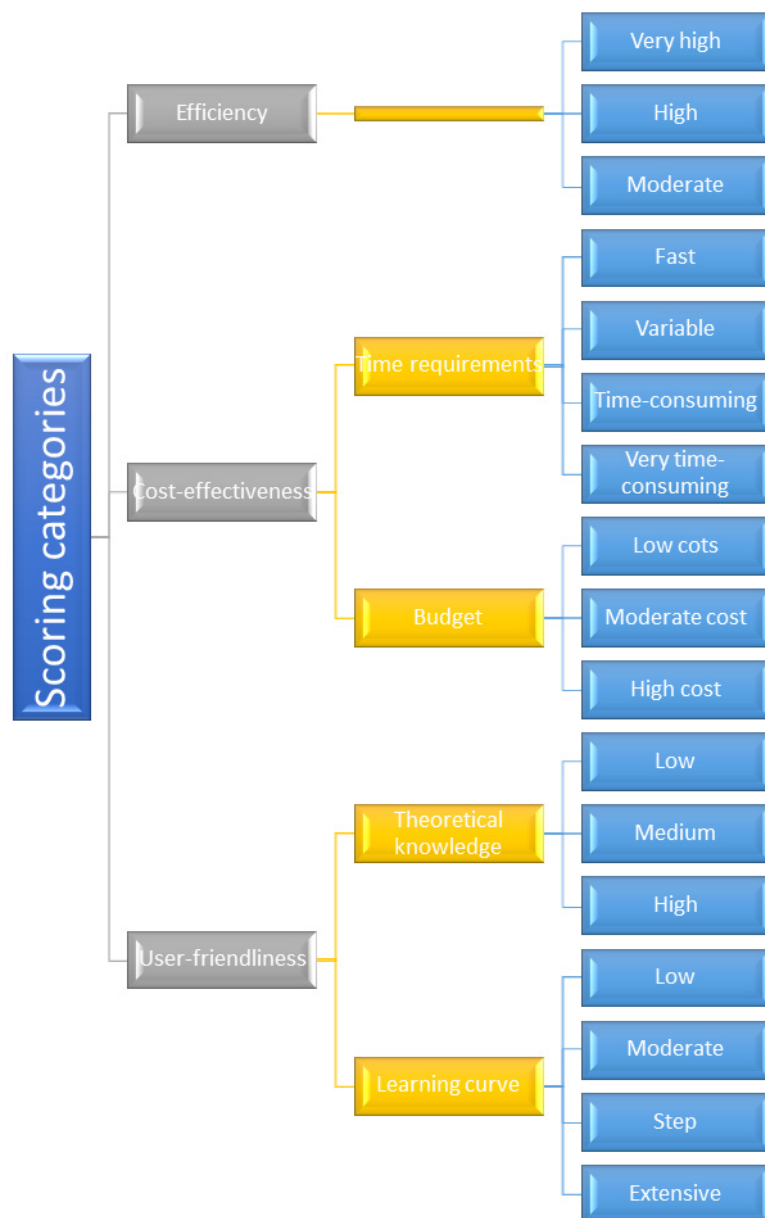 Scoring categories
Efficiency
Very high
High
Moderate
Cost-effectiveness
Time requirements
Fast
Variable
Time-consuming
Very time-
consuming
Budget
Low cots
Moderate cost
High cost
User-friendliness
Theoretical
knowledge
Low
Medium
High
Learning curve
Low
Moderate
Step
Extensive